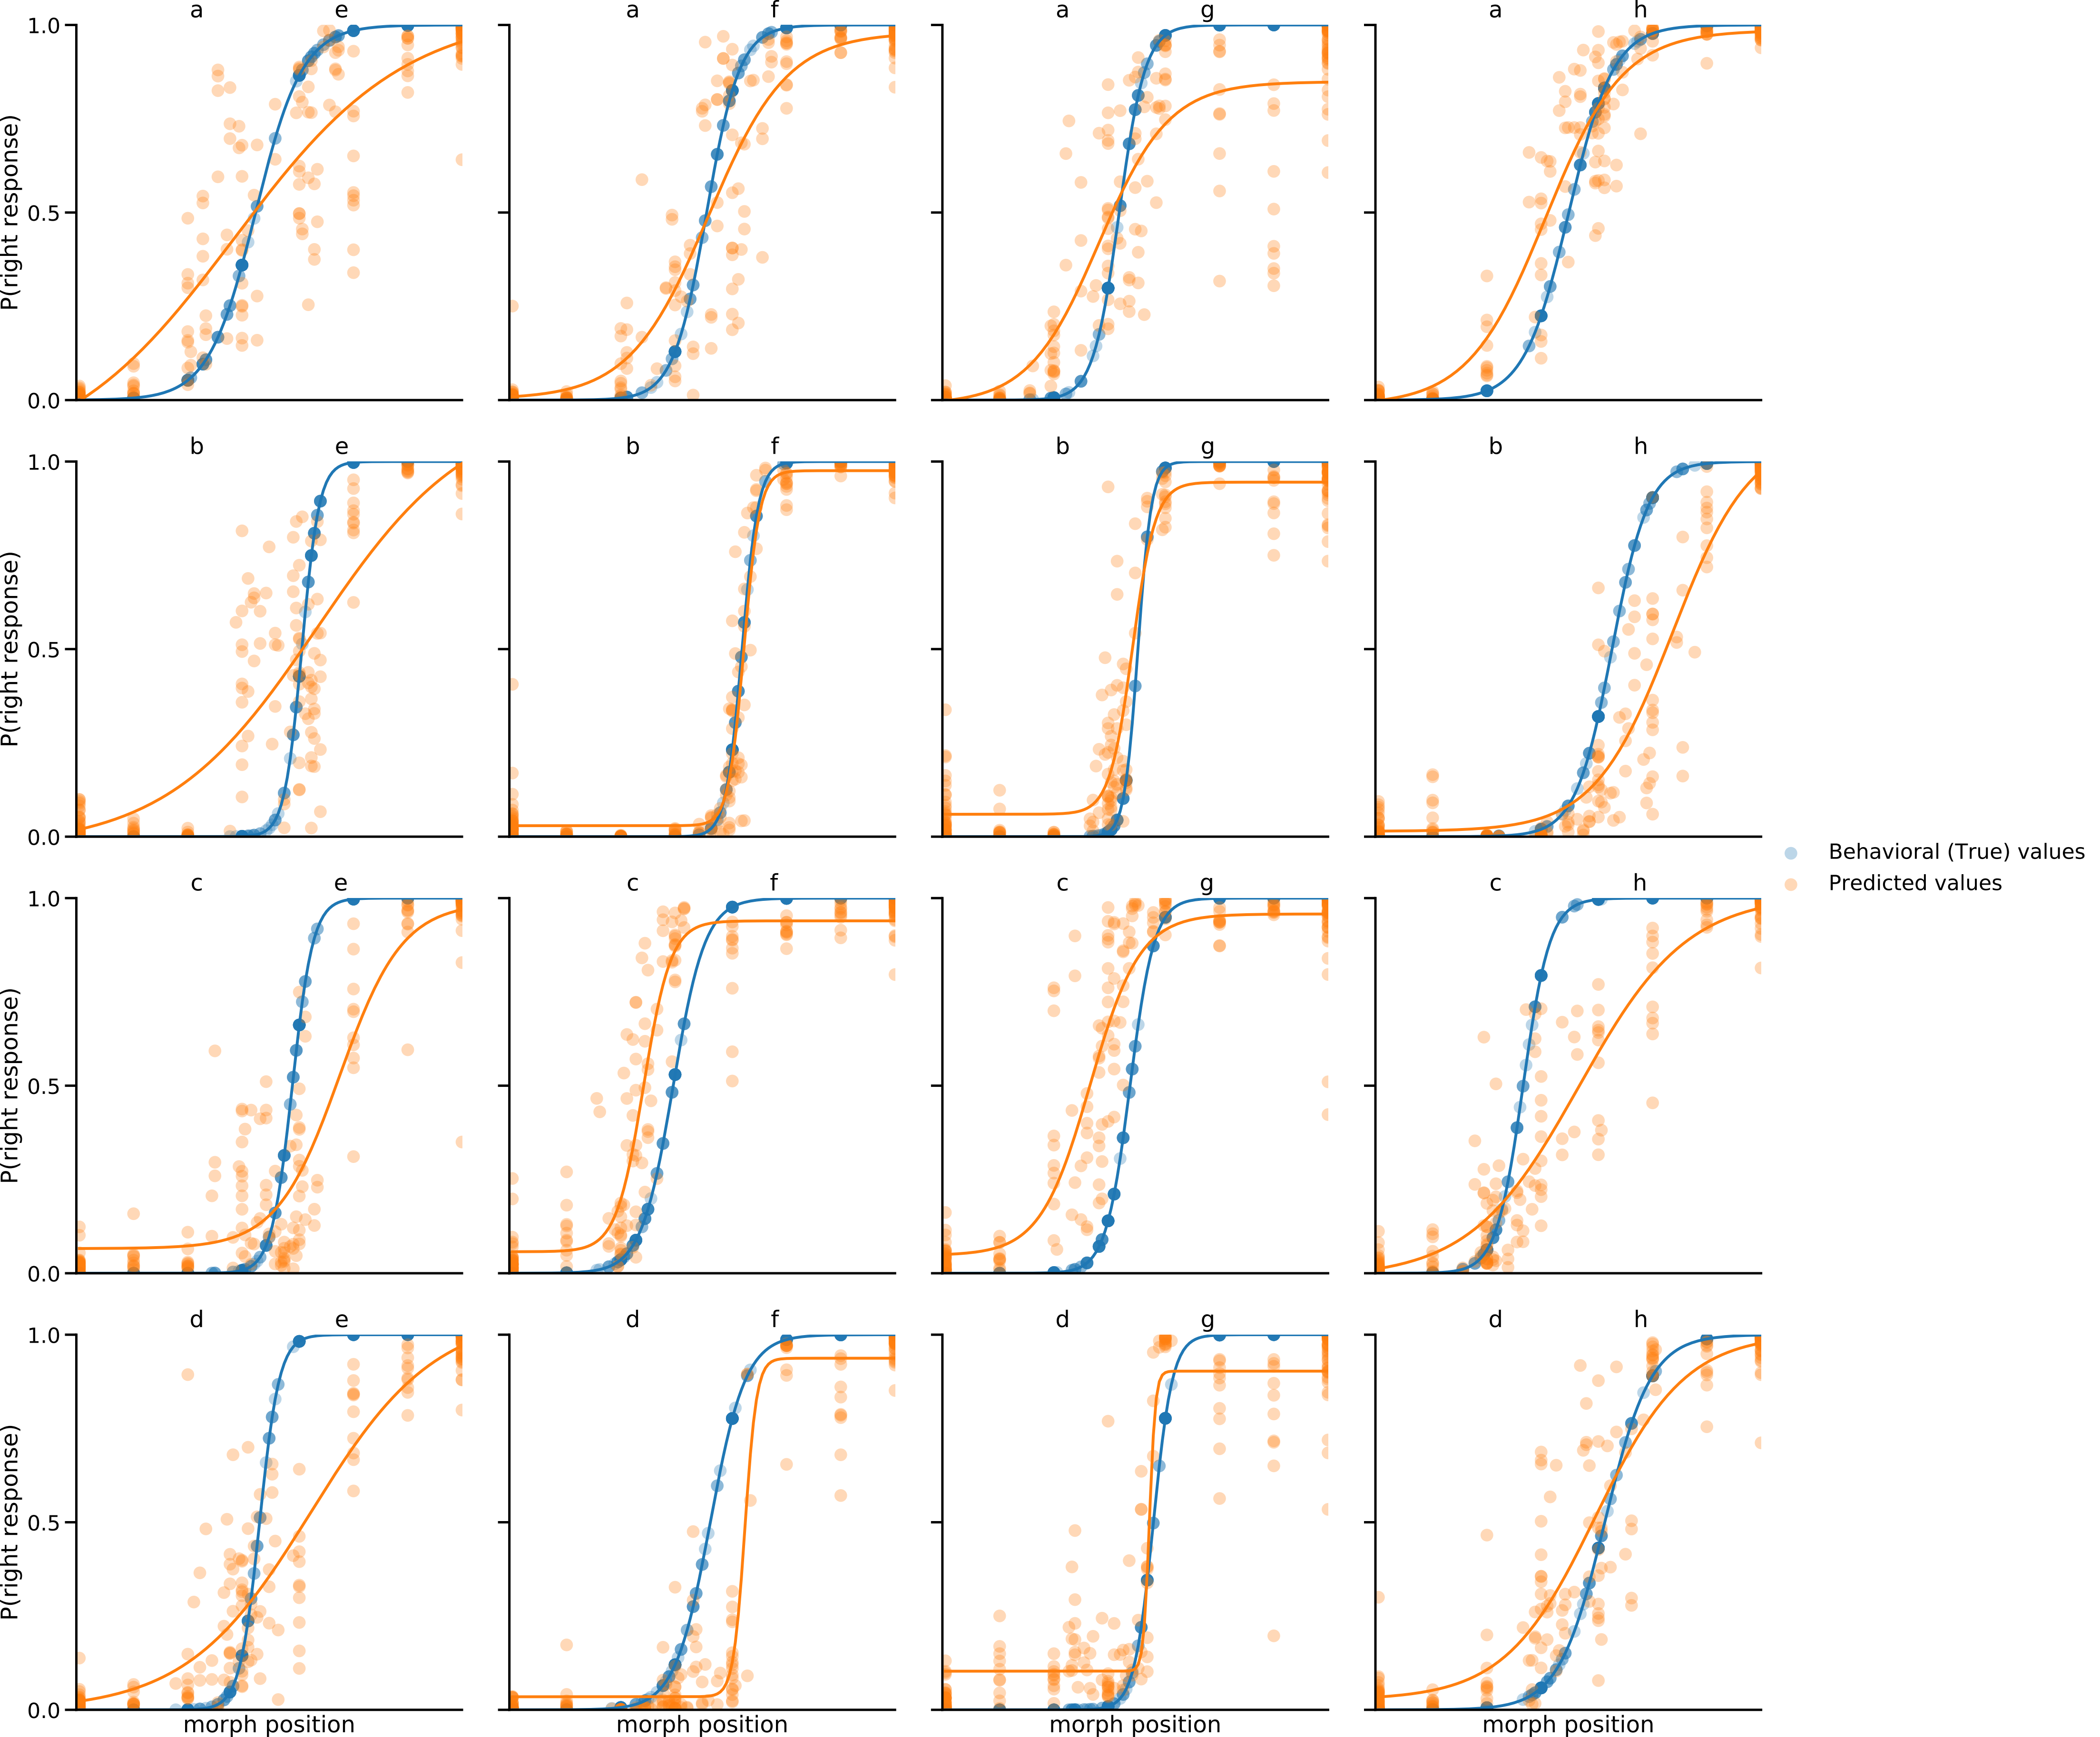 a e a f a g a h
1.0
0.5
0.0
P(right response)
b e b f b g b h
1.0
0.5
0.0
P(right response)
Behavioral (True) values
Predicted values
c e c f c g c h
1.0
0.5
0.0
P(right response)
d e d f d g d h
1.0
0.5
0.0
P(right response)
morph position morph position morph position morph position